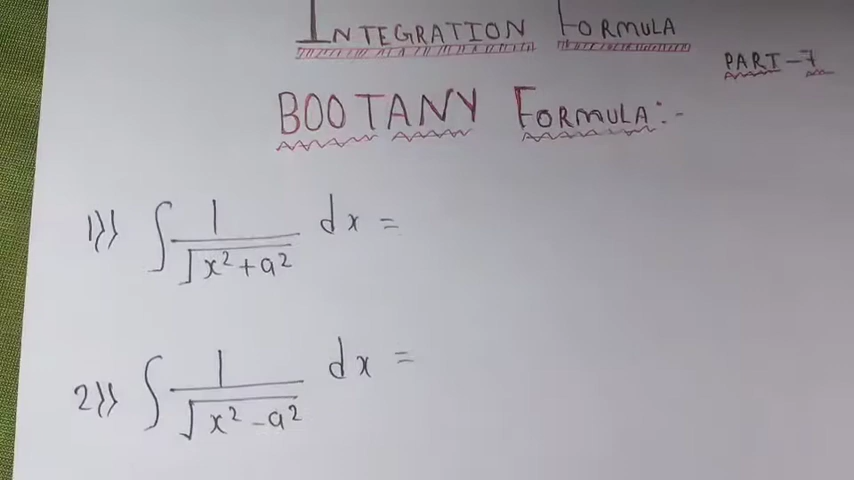 INTEGRATION FORMULA
PART-7
BOOTANY FORMULA:-
1)} ∫ 1/√(x²+a²) dx =
2)} ∫ 1/√(x²-a²) dx =